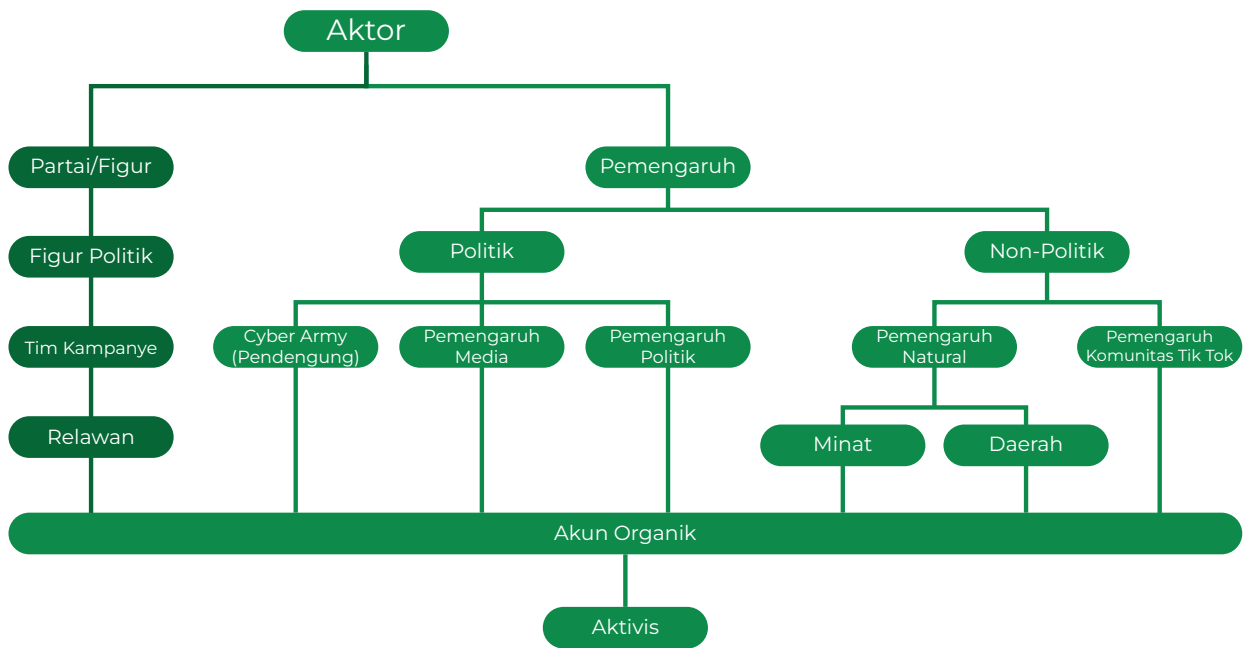 Aktor
Partai/Figur
Pemengaruh
Figur Politik
Politik
Non-Politik
Tim Kampanye
Cyber Army
(Pendengung)
Pemengaruh
Media
Pemengaruh
Politik
Pemengaruh
Natural
Pemengaruh
Komunitas Tik Tok
Relawan
Minat
Daerah
Akun Organik
Aktivis